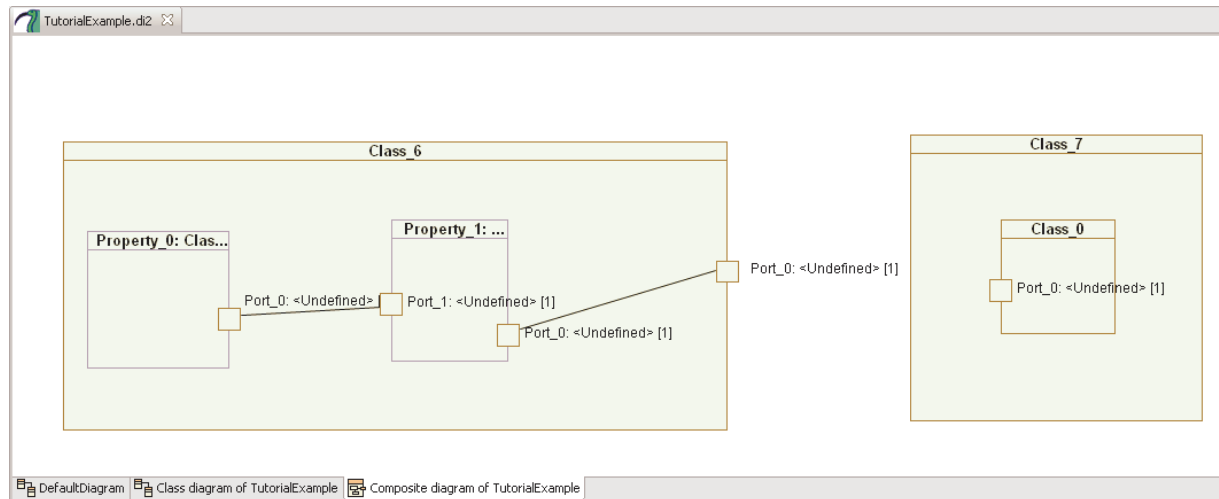 TutorialExample.di2
Class_6
Class_7
Property_0: Clas...
Property_1: ...
Class_0
Port_0: <Undefined> [1]
Port_0: <Undefined> [
Port_1: <Undefined> [1]
Port_0: <Undefined> [1]
Port_0: <Undefined> [1]
DefaultDiagram
Class diagram of TutorialExample
Composite diagram of TutorialExample